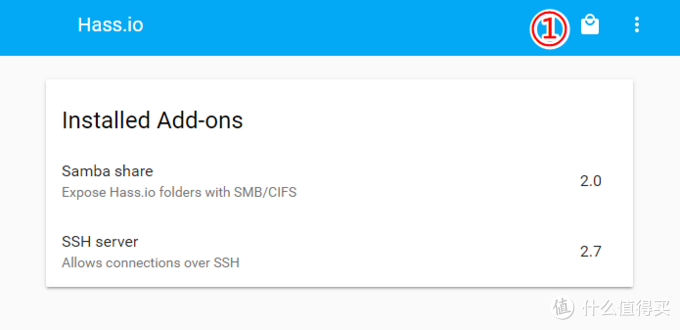 Hass.io
①
Installed Add-ons
Samba share
2.0
Expose Hass.io folders with SMB/CIFS
SSH server
2.7
Allows connections over SSH
值 什么值得买